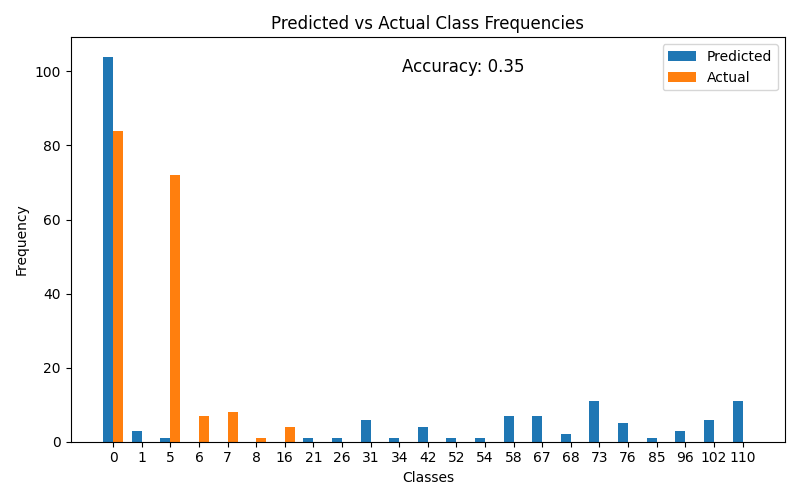 Predicted vs Actual Class Frequencies
Accuracy: 0.35
Predicted
Actual
Frequency
100
80
60
40
20
0
0 1 5 6 7 8 16 21 26 31 34 42 52 54 58 67 68 73 76 85 96 102 110
Classes